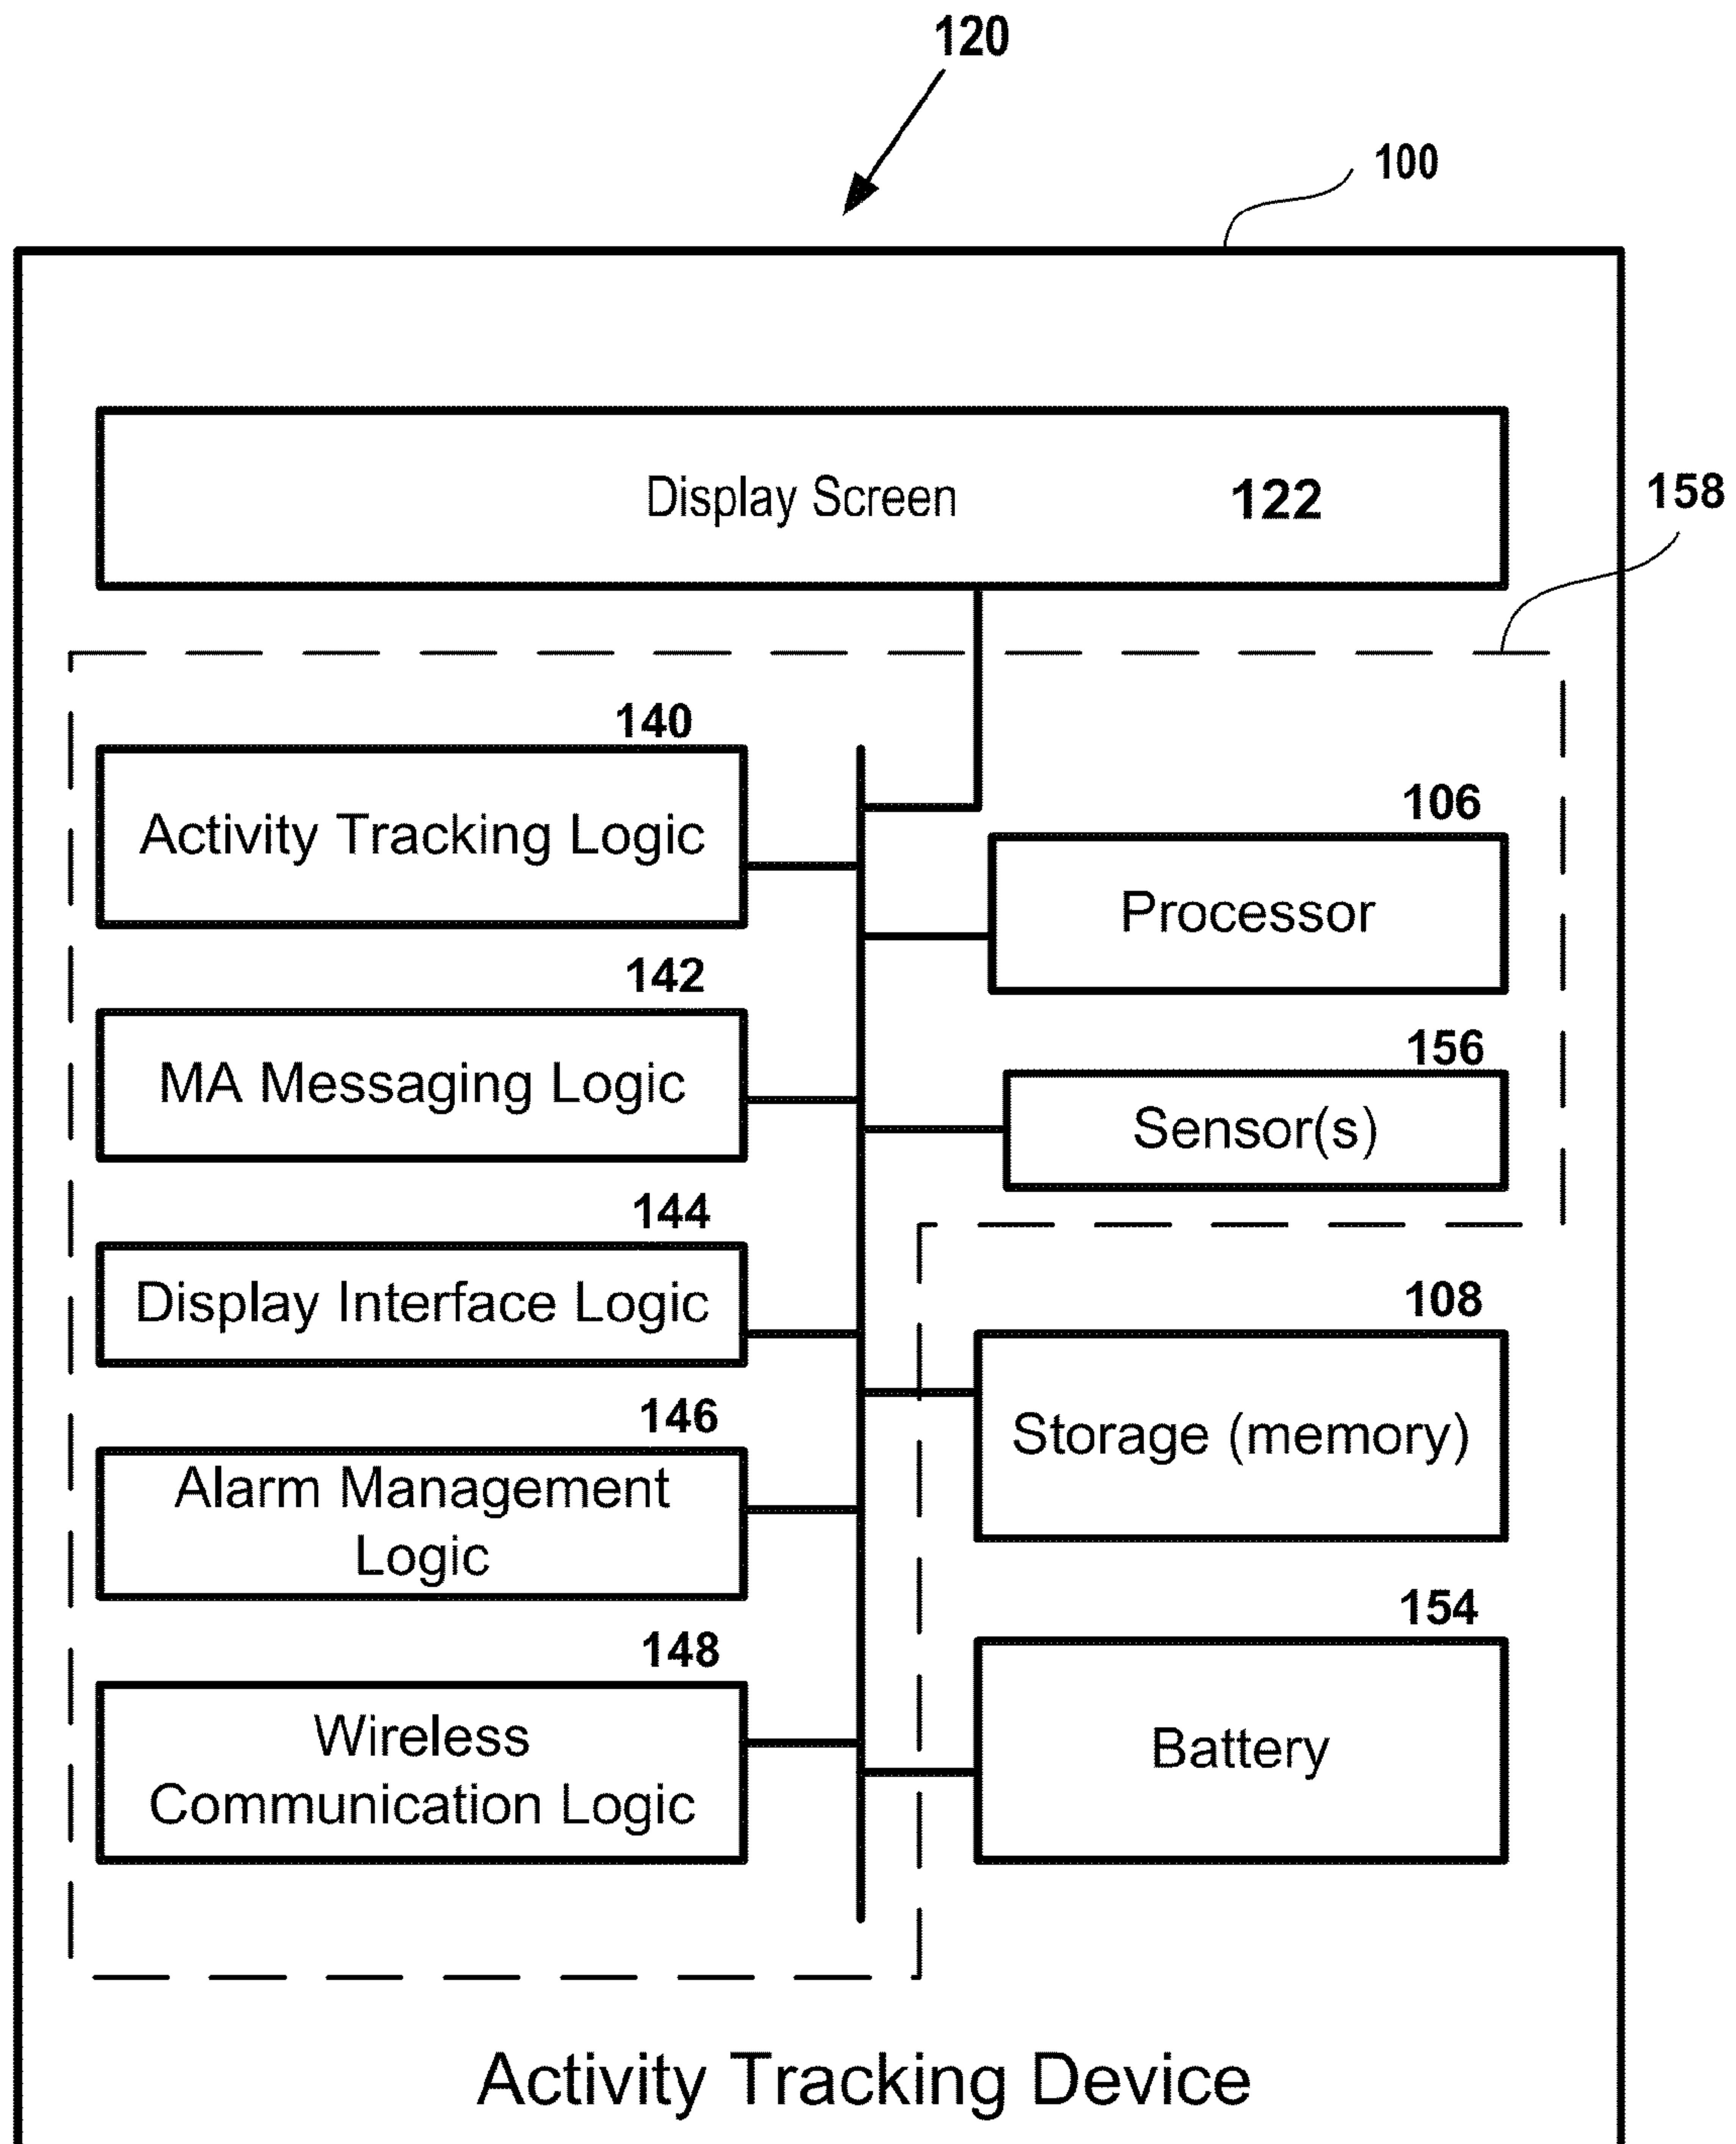 120
100
Display Screen 122
158
140
Activity Tracking Logic
106
Processor
142
MA Messaging Logic
156
Sensor(s)
144
Display Interface Logic
108
Storage (memory)
146
Alarm Management
Logic
154
Battery
148
Wireless
Communication Logic
Activity Tracking Device